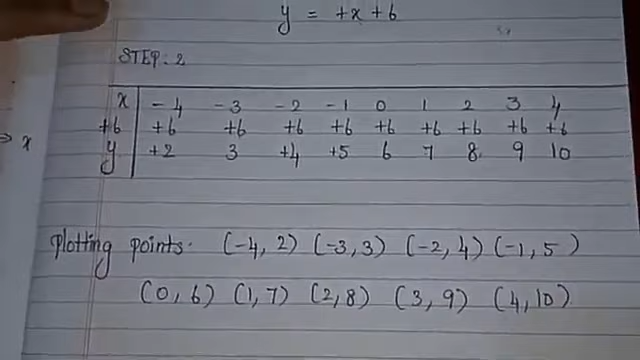 y = +x + 6
STEP: 2
x -4 -3 -2 -1 0 1 2 3 4
+6 +6 +6 +6 +6 +6 +6 +6 +6 +6
⇒ x
y +2 3 +4 +5 6 7 8 9 10
plotting points: (-4, 2) (-3, 3) (-2, 4) (-1, 5)
(0, 6) (1, 7) (2, 8) (3, 9) (4, 10)